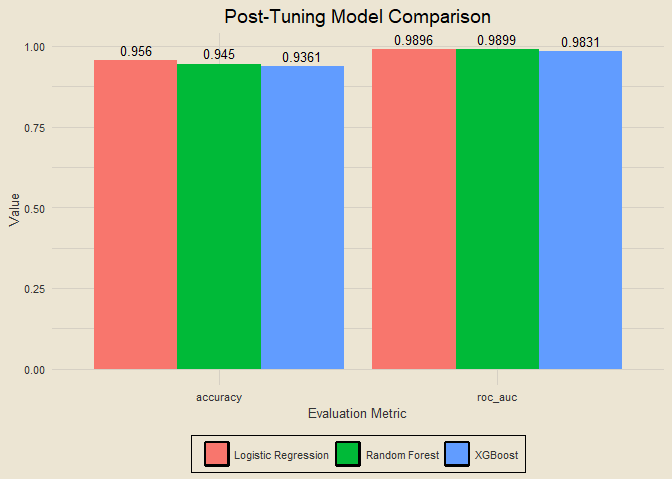 Post-Tuning Model Comparison
1.00
0.75
0.50
0.25
0.00
Value
0.956
0.945
0.9361
0.9896
0.9899
0.9831
accuracy
roc_auc
Evaluation Metric
Logistic Regression
Random Forest
XGBoost